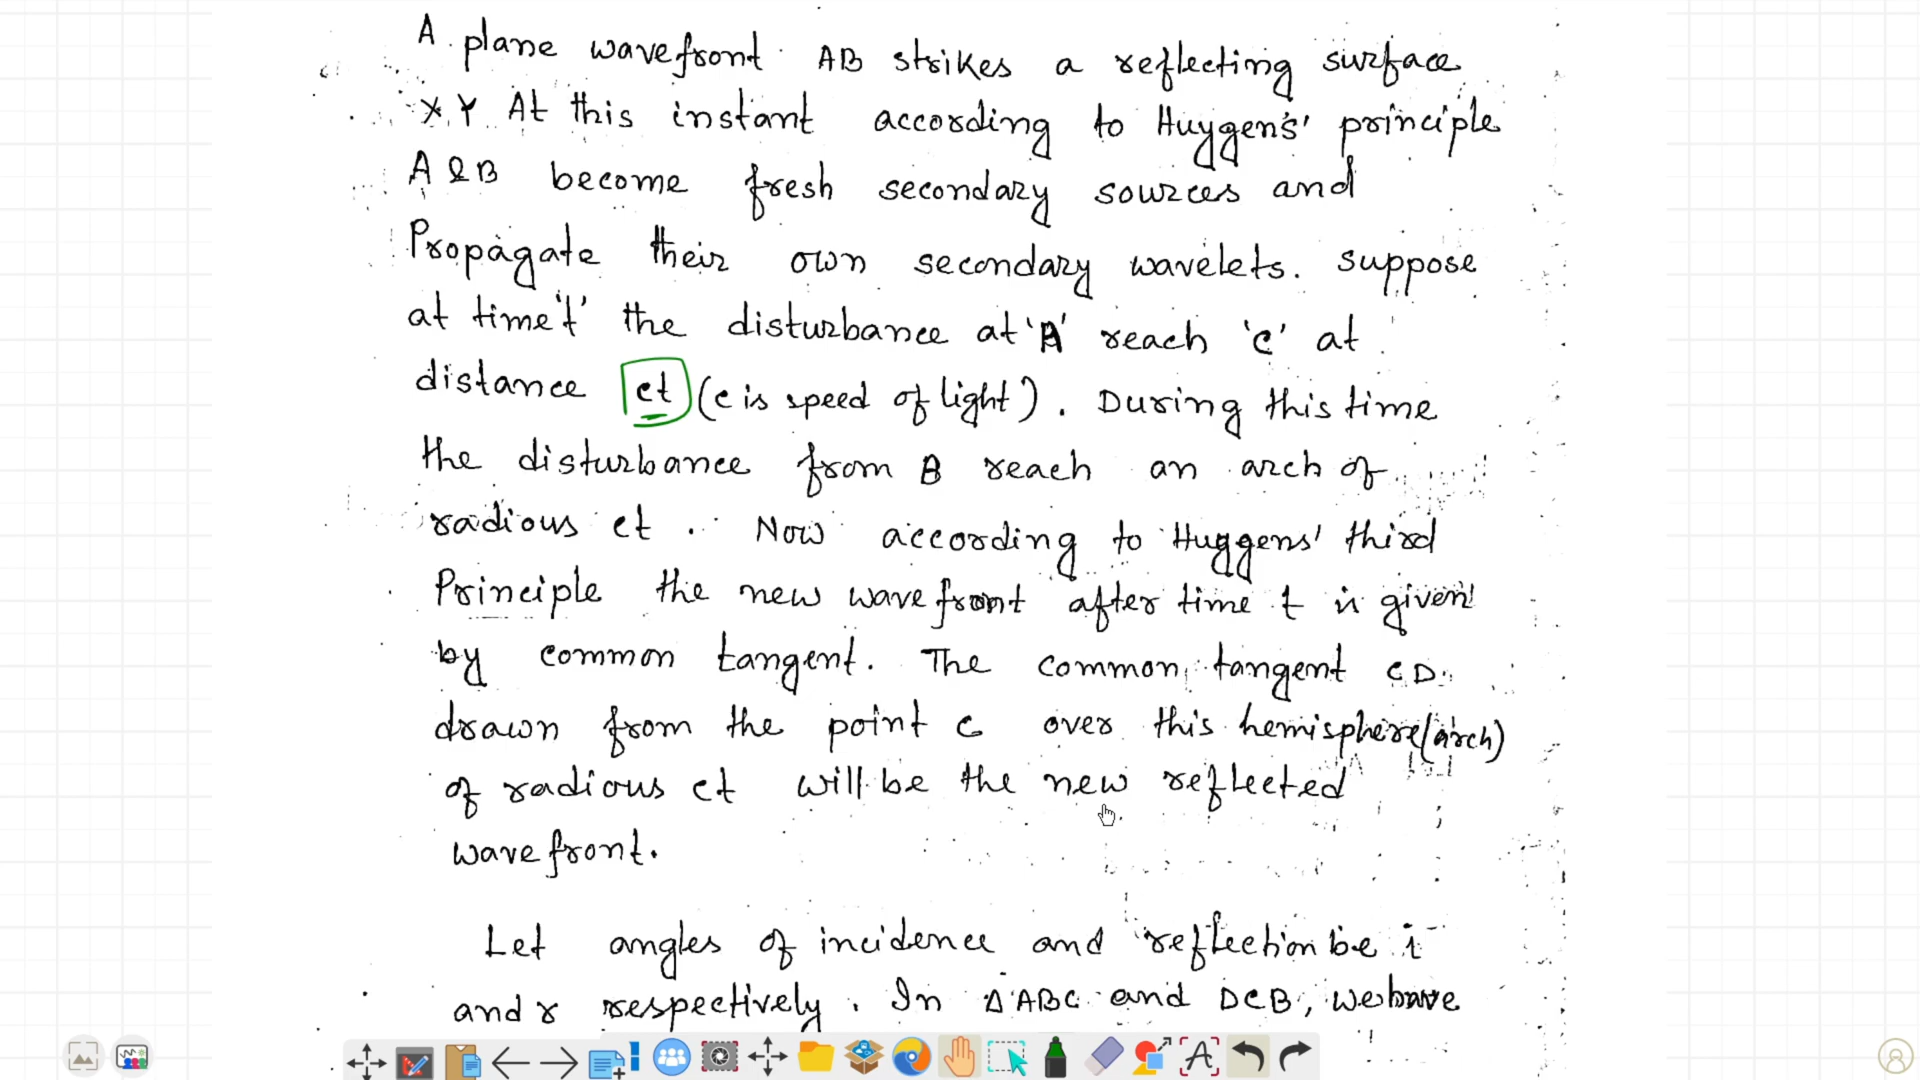 A plane wavefront AB strikes a reflecting surface
XY At this instant according to Huygens' principle
A & B become fresh secondary sources and
Propagate their own secondary wavelets. suppose
at time 't' the disturbance at 'A' reach 'c' at
distance ct (c is speed of light). During this time
the disturbance from B reach an arch of
radious ct. Now according to Huggens' third
Principle the new wavefront after time t is given
by common tangent. The common tangent CD
drawn from the point c over this hemisphere (arch)
of radious ct will be the new reflected
wavefront.
Let angles of incidence and reflection be i
and r respectively. In Δ ABC and DCB, we have